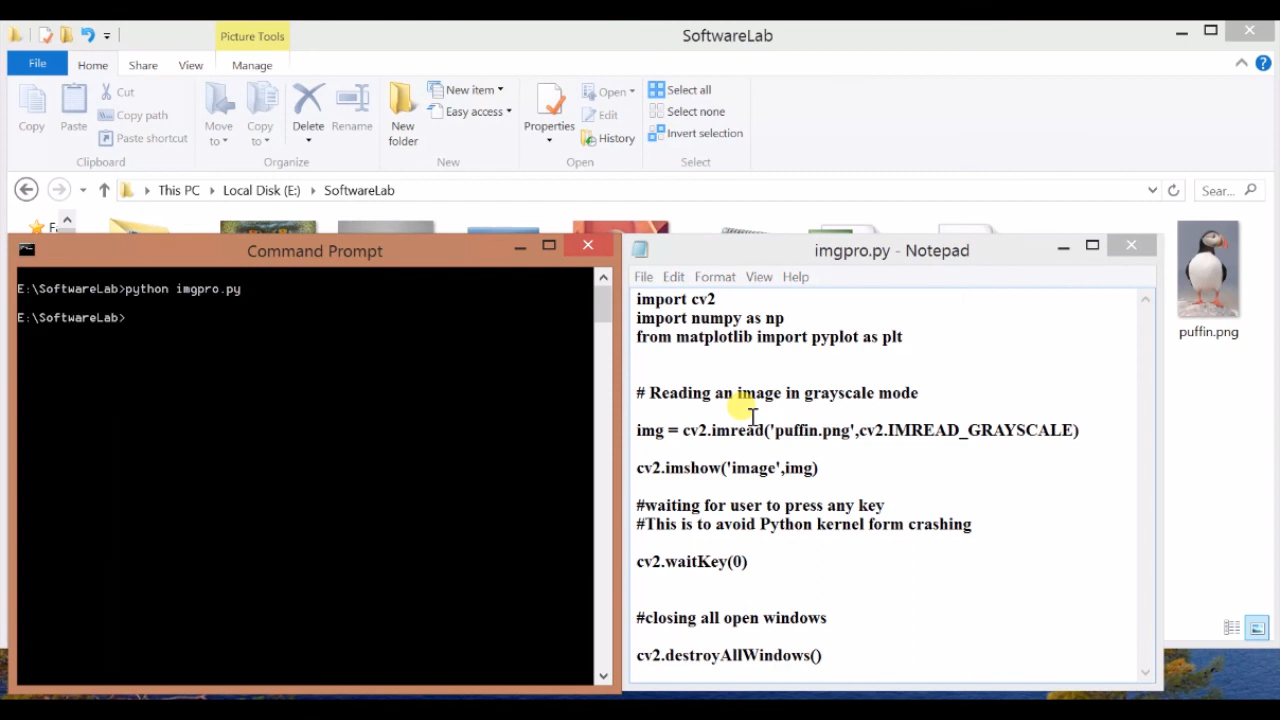 Picture Tools
SoftwareLab
File
Home
Share
View
Manage
Copy
Paste
Cut
Copy path
Paste shortcut
Clipboard
Move to
Copy to
Delete
Rename
Organize
New folder
New item
Easy access
New
Properties
Open
Edit
History
Open
Select all
Select none
Invert selection
Select
This PC
Local Disk (E:)
SoftwareLab
Sear...
Command Prompt
E:\SoftwareLab>python imgpro.py
E:\SoftwareLab>
imgpro.py - Notepad
File Edit Format View Help
import cv2
import numpy as np
from matplotlib import pyplot as plt
# Reading an image in grayscale mode
img = cv2.imread('puffin.png',cv2.IMREAD_GRAYSCALE)
cv2.imshow('image',img)
#waiting for user to press any key
#This is to avoid Python kernel form crashing
cv2.waitKey(0)
#closing all open windows
cv2.destroyAllWindows()
puffin.png